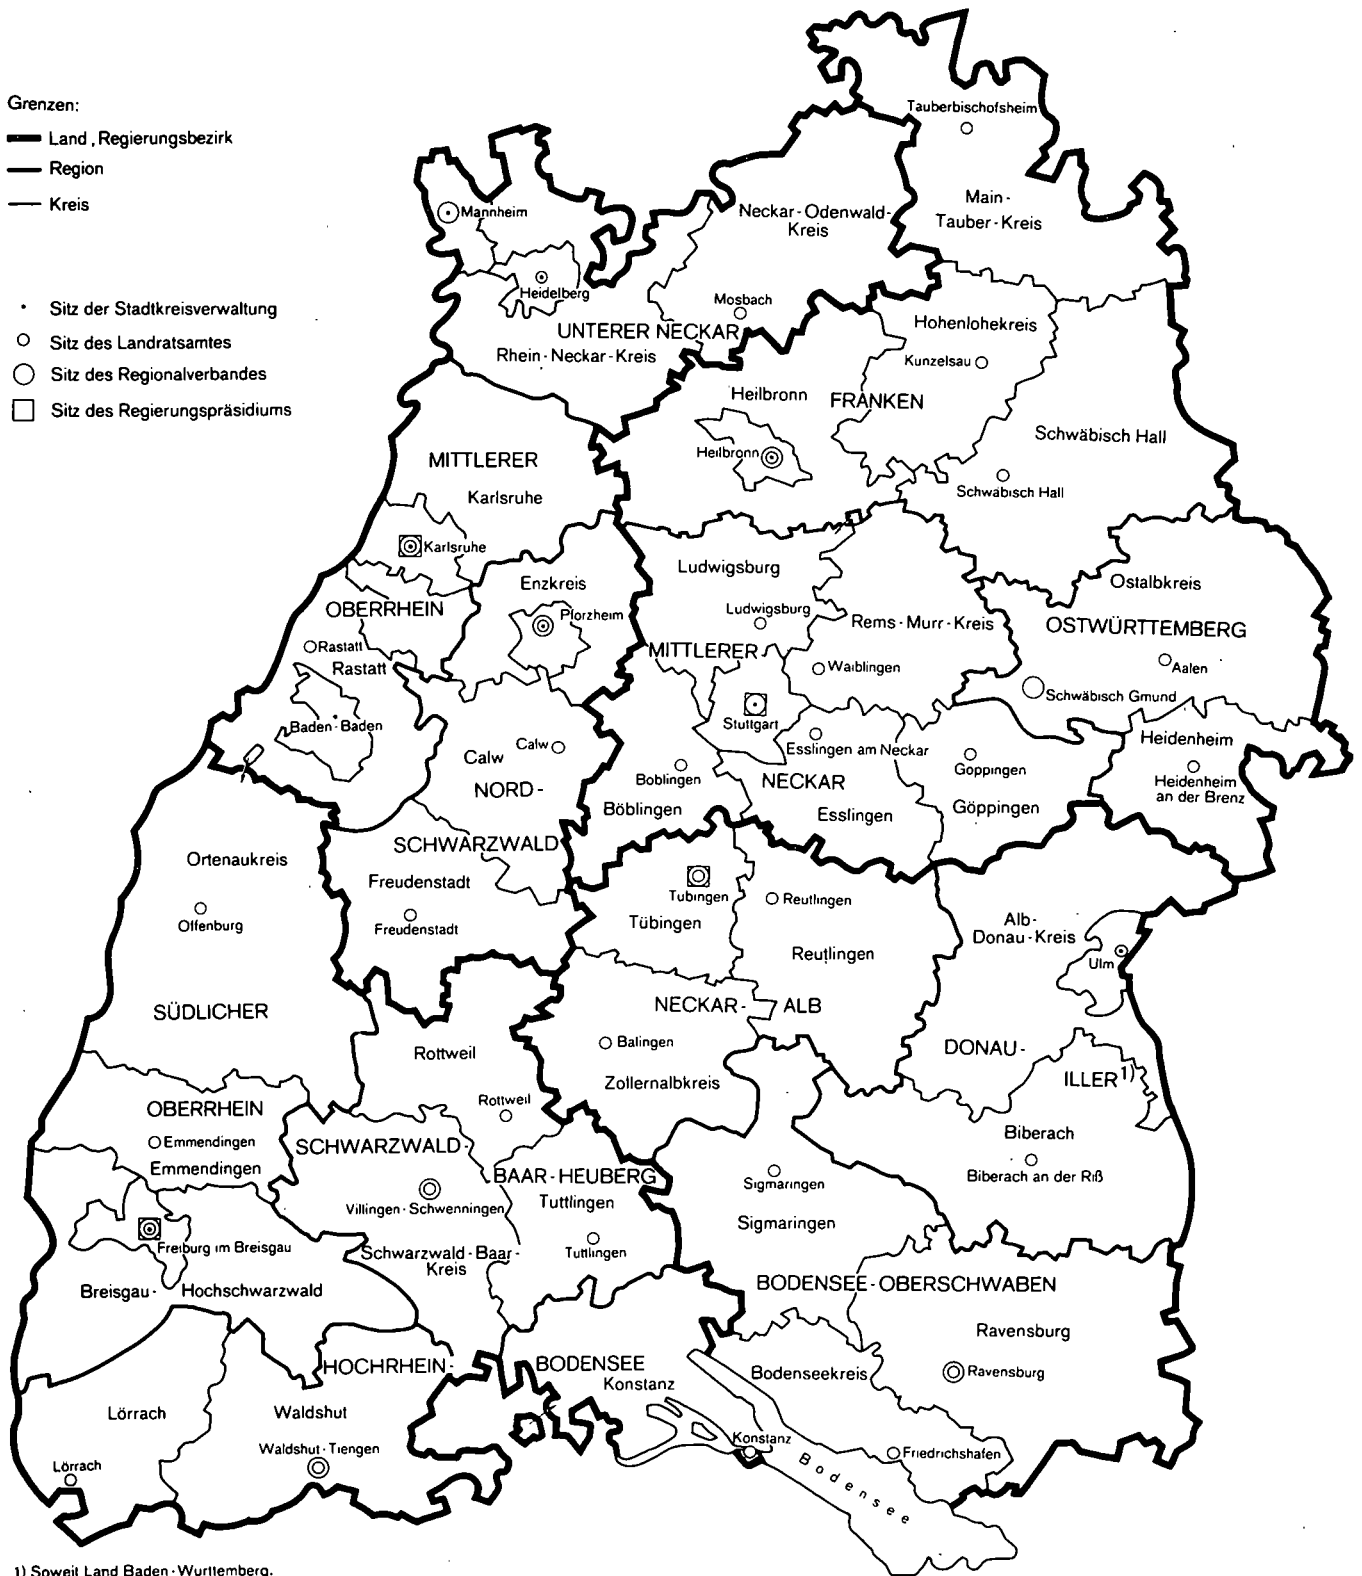 Grenzen:
Land, Regierungsbezirk
Region
Kreis
Sitz der Stadtkreisverwaltung
Sitz des Landratsamtes
Sitz des Regionalverbandes
Sitz des Regierungspräsidiums
Tauberbischofsheim
Main-
Tauber-Kreis
Neckar-Odenwald-
Kreis
Mannheim
Heidelberg
Mosbach
UNTERER NECKAR
Rhein-Neckar-Kreis
Hohenlohekreis
Kunzelsau
Heilbronn
FRANKEN
Heilbronn
Schwäbisch Hall
Schwäbisch Hall
MITTLERER
Karlsruhe
Karlsruhe
OBERRHEIN
Enzkreis
Pforzheim
Rastatt
Rastatt
Baden-Baden
Ludwigsburg
Ludwigsburg
MITTLERER
Rems-Murr-Kreis
Waiblingen
Ostalbkreis
OSTWÜRTTEMBERG
Aalen
Schwäbisch Gmund
Stuttgart
Calw
Calw
NORD-
Böblingen
Böblingen
Esslingen am Neckar
NECKAR
Esslingen
Göppingen
Göppingen
Heidenheim
Heidenheim
an der Brenz
SCHWARZWALD
Freudenstadt
Freudenstadt
Ortenaukreis
Offenburg
SÜDLICHER
Tübingen
Tübingen
Reutlingen
Reutlingen
Alb-
Donau-Kreis
Ulm
NECKAR-
ALB
Balingen
Zollernalbkreis
DONAU-
ILLER 1)
Rottweil
Rottweil
OBERRHEIN
Emmendingen
Emmendingen
SCHWARZWALD-
BAAR-HEUBERG
Villingen-Schwenningen
Tuttlingen
Tuttlingen
Schwarzwald-Baar-
Kreis
Biberach
Biberach an der Riß
Sigmaringen
Sigmaringen
Freiburg im Breisgau
Breisgau-
Hochschwarzwald
BODENSEE-OBERSCHWABEN
Ravensburg
Ravensburg
HOCHRHEIN-
BODENSEE
Konstanz
Bodenseekreis
Lörrach
Waldshut
Waldshut-Tiengen
Lörrach
Konstanz
Friedrichshafen
Bodensee
1) Soweit Land Baden-Wurttemberg.